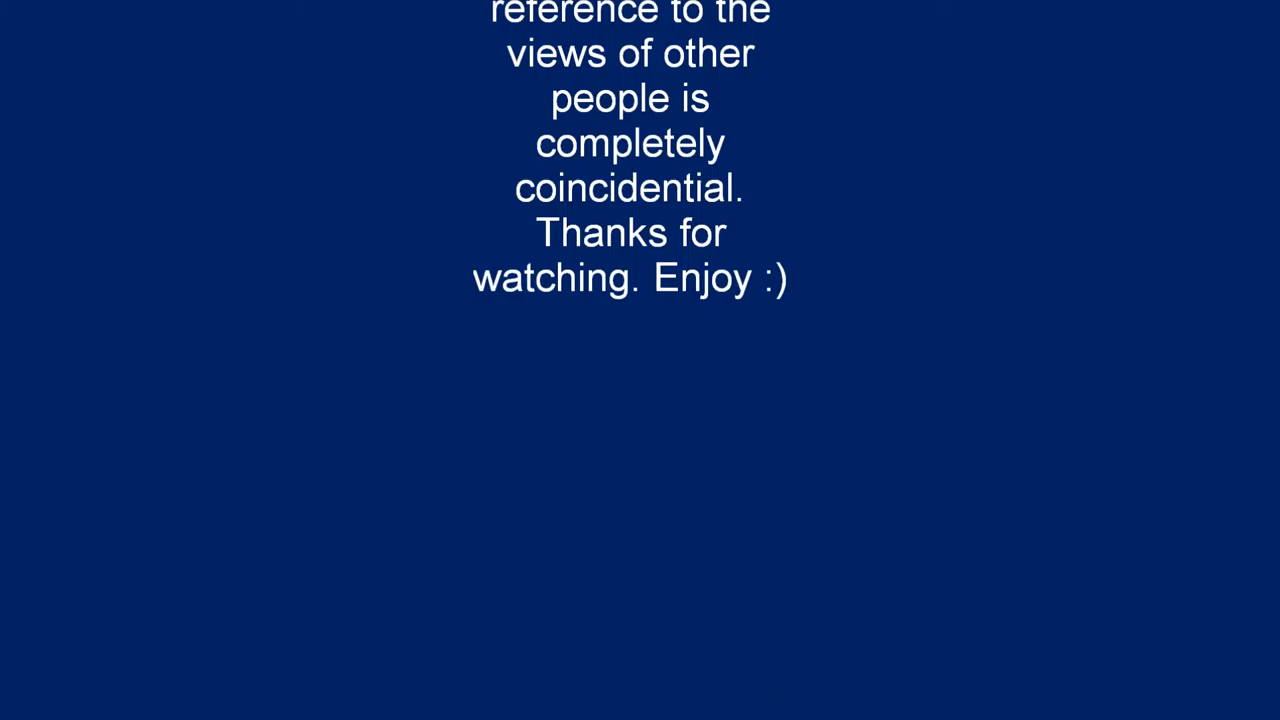 reference to the
views of other
people is
completely
coincidential.
Thanks for
watching. Enjoy :)